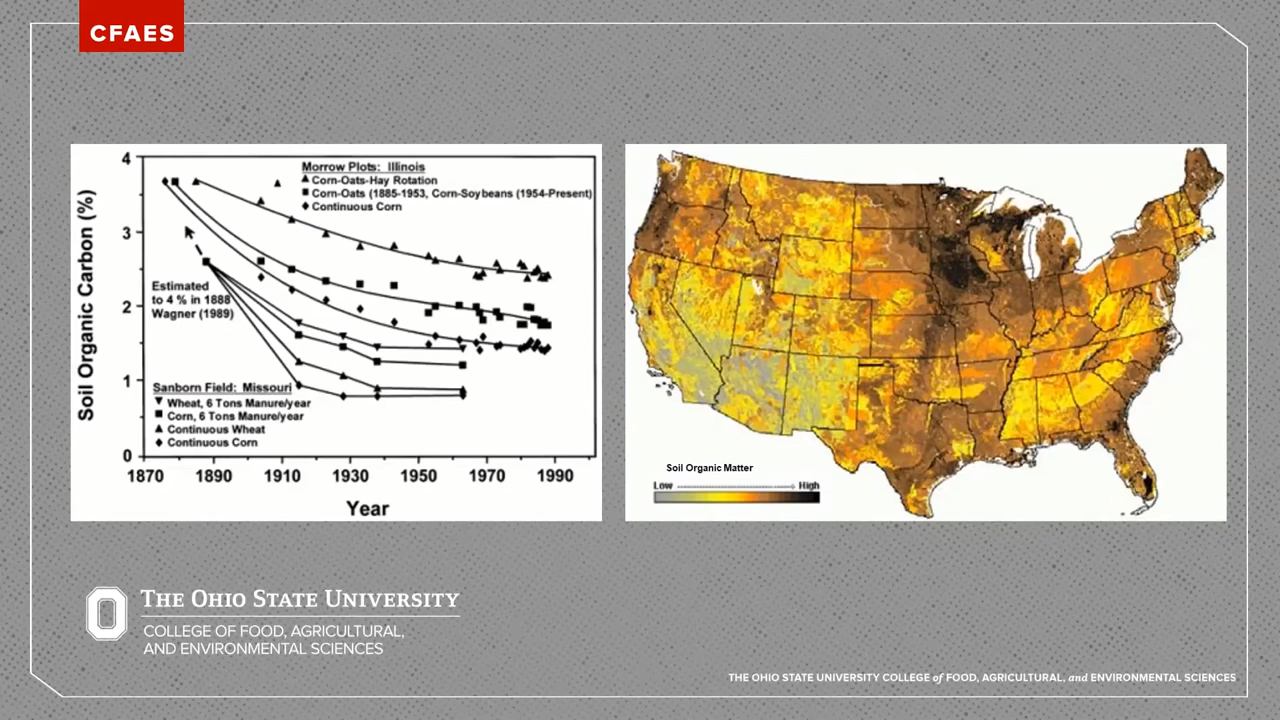 CFAES
4
3
2
1
0
Soil Organic Carbon (%)
Morrow Plots: Illinois
Corn-Oats-Hay Rotation
Corn-Oats (1885-1953, Corn-Soybeans (1954-Present)
Continuous Corn
Estimated
to 4 % in 1888
Wagner (1989)
Sanborn Field: Missouri
Wheat, 6 Tons Manure/year
Corn, 6 Tons Manure/year
Continuous Wheat
Continuous Corn
1870 1890 1910 1930 1950 1970 1990
Year
Soil Organic Matter
Low High
THE OHIO STATE UNIVERSITY
COLLEGE OF FOOD, AGRICULTURAL,
AND ENVIRONMENTAL SCIENCES
THE OHIO STATE UNIVERSITY COLLEGE of FOOD, AGRICULTURAL, and ENVIRONMENTAL SCIENCES